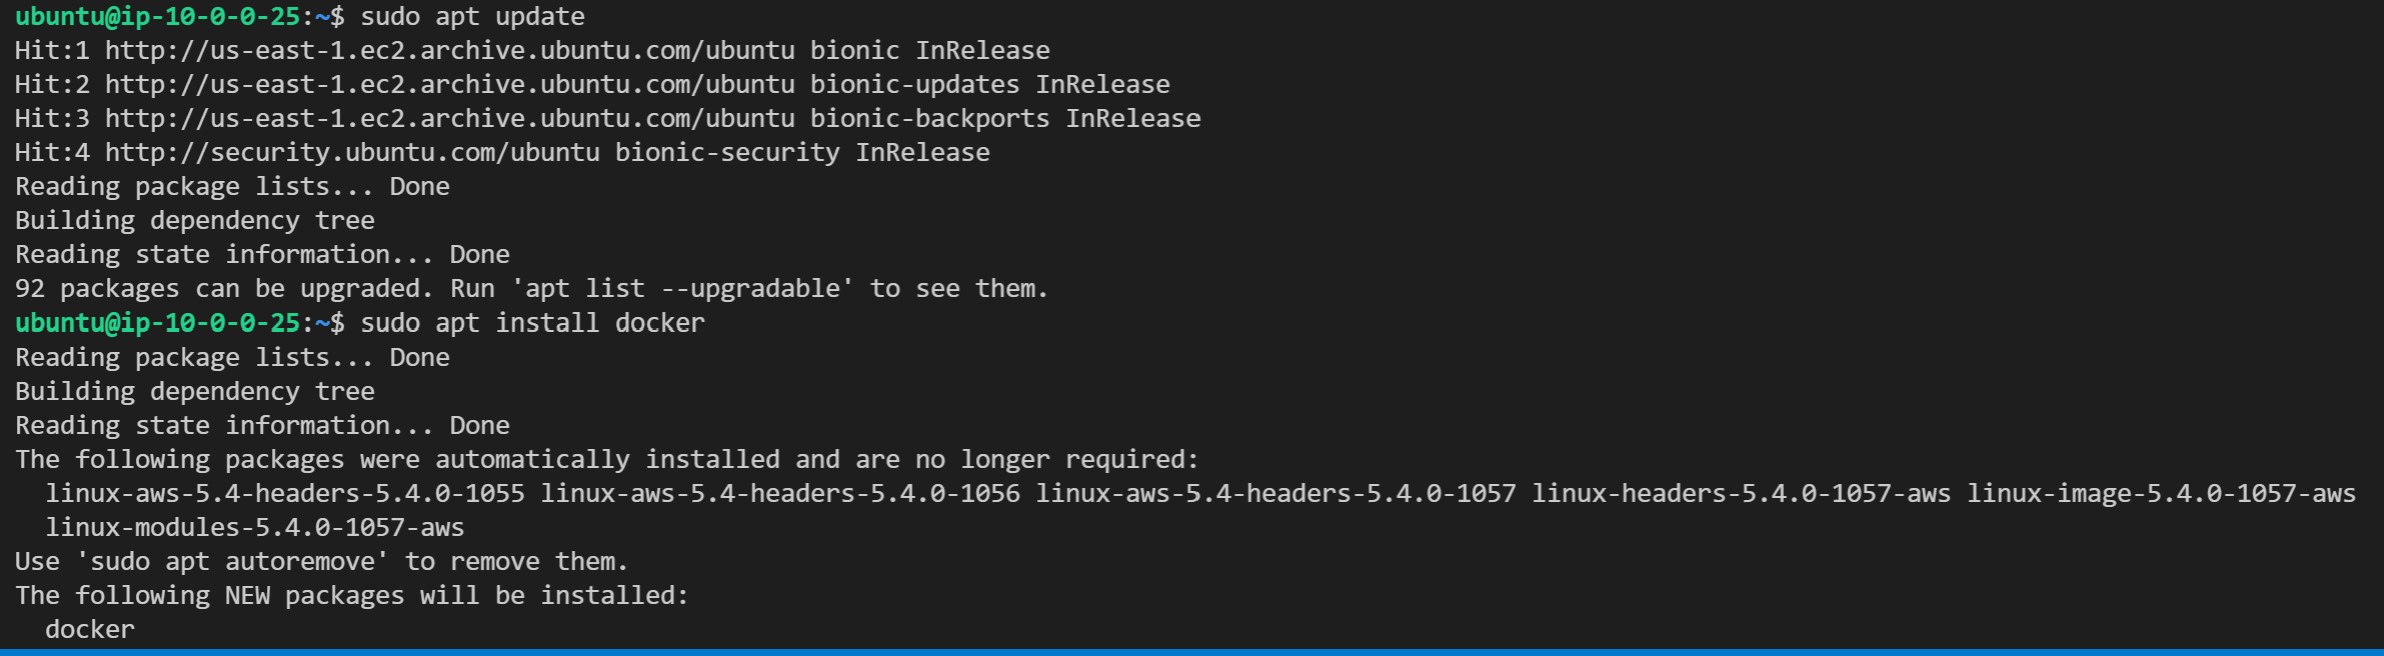 ubuntu@ip-10-0-0-25:~$ sudo apt update
Hit:1 http://us-east-1.ec2.archive.ubuntu.com/ubuntu bionic InRelease
Hit:2 http://us-east-1.ec2.archive.ubuntu.com/ubuntu bionic-updates InRelease
Hit:3 http://us-east-1.ec2.archive.ubuntu.com/ubuntu bionic-backports InRelease
Hit:4 http://security.ubuntu.com/ubuntu bionic-security InRelease
Reading package lists... Done
Building dependency tree
Reading state information... Done
92 packages can be upgraded. Run 'apt list --upgradable' to see them.
ubuntu@ip-10-0-0-25:~$ sudo apt install docker
Reading package lists... Done
Building dependency tree
Reading state information... Done
The following packages were automatically installed and are no longer required:
  linux-aws-5.4-headers-5.4.0-1055 linux-aws-5.4-headers-5.4.0-1056 linux-aws-5.4-headers-5.4.0-1057 linux-headers-5.4.0-1057-aws linux-image-5.4.0-1057-aws
  linux-modules-5.4.0-1057-aws
Use 'sudo apt autoremove' to remove them.
The following NEW packages will be installed:
  docker